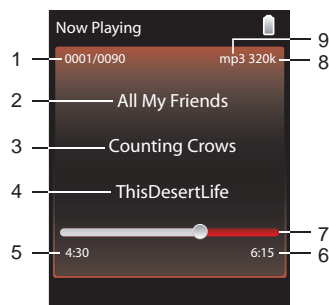 Now Playing
9
1 0001/0090 mp3 320k 8
2 All My Friends
3 Counting Crows
4 ThisDesertLife
7
5 4:30 6:15 6